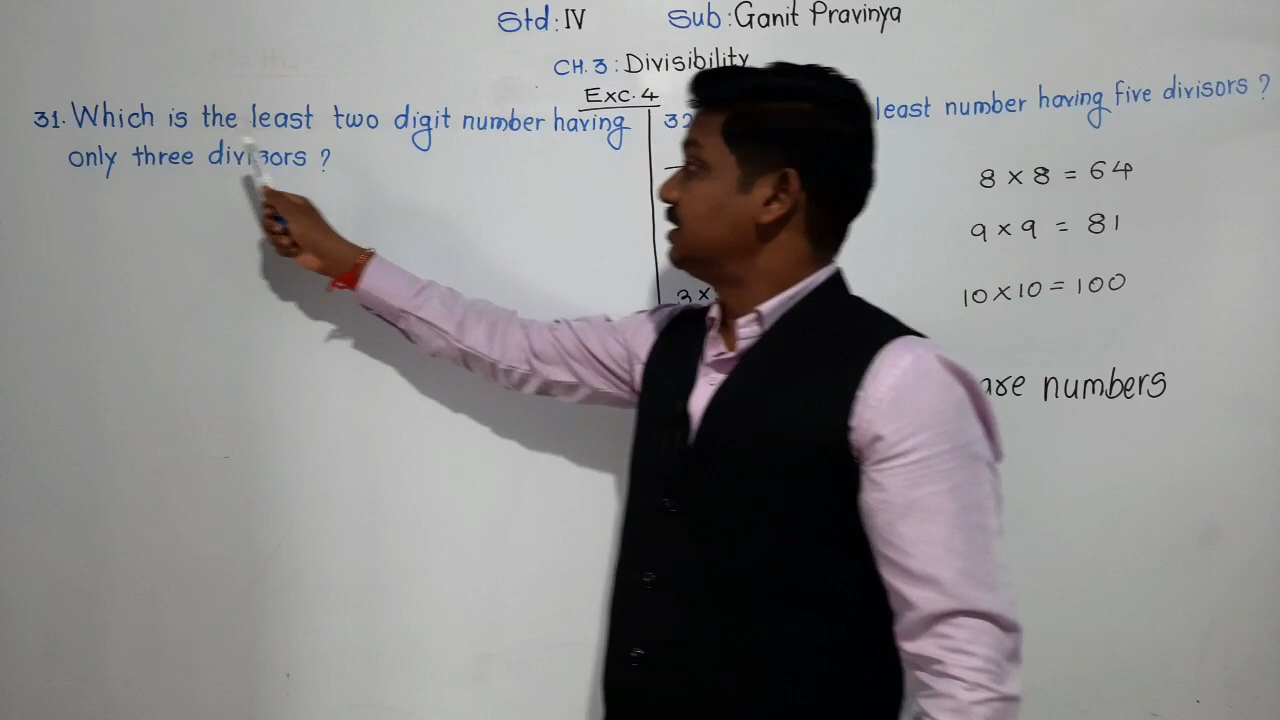 Std: IV Sub: Ganit Pravinya
CH.3: Divisibility
Exc. 4
31. Which is the least two digit number having
only three divisors ?
32 least number having five divisors ?
8 × 8 = 64
9 × 9 = 81
10 × 10 = 100
3 ×
numbers